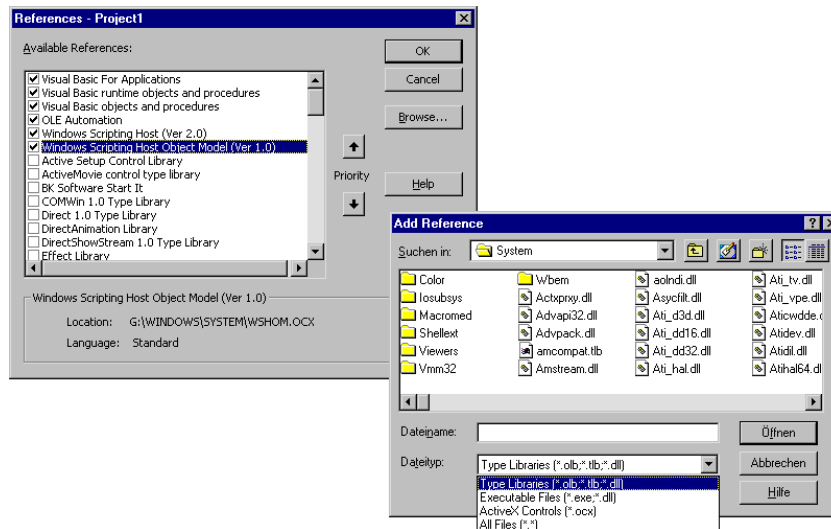 References - Project1
Available References:
Visual Basic For Applications
Visual Basic runtime objects and procedures
Visual Basic objects and procedures
OLE Automation
Windows Scripting Host (Ver 2.0)
Windows Scripting Host Object Model (Ver 1.0)
Active Setup Control Library
ActiveMovie control type library
BK Software Start It
COMWin 1.0 Type Library
Direct 1.0 Type Library
DirectAnimation Library
DirectShowStream 1.0 Type Library
Effect Library
OK
Cancel
Browse...
Priority
Help
Windows Scripting Host Object Model (Ver 1.0)
Location: G:\WINDOWS\SYSTEM\WSHOM.OCX
Language: Standard
Add Reference
Suchen in: System
Color
Iosubsys
Macromed
Shellext
Viewers
Vmm32
Wbem
Actxprxy.dll
Advapi32.dll
Advpack.dll
amcompat.tlb
Amstream.dll
aolndi.dll
Asycfilt.dll
Ati_d3d.dll
Ati_dd16.dll
Ati_dd32.dll
Ati_hal.dll
Ati_tv.dll
Ati_vpe.dll
Aticwdde.
Atidev.dll
Atidil.dll
Atihal64.dl
Dateiname:
Öffnen
Dateityp: Type Libraries (*.olb;*.tlb;*.dll)
Abbrechen
Type Libraries (*.olb;*.tlb;*.dll)
Executable Files (*.exe;*.dll)
ActiveX Controls (*.ocx)
All Files (*.*)
Hilfe